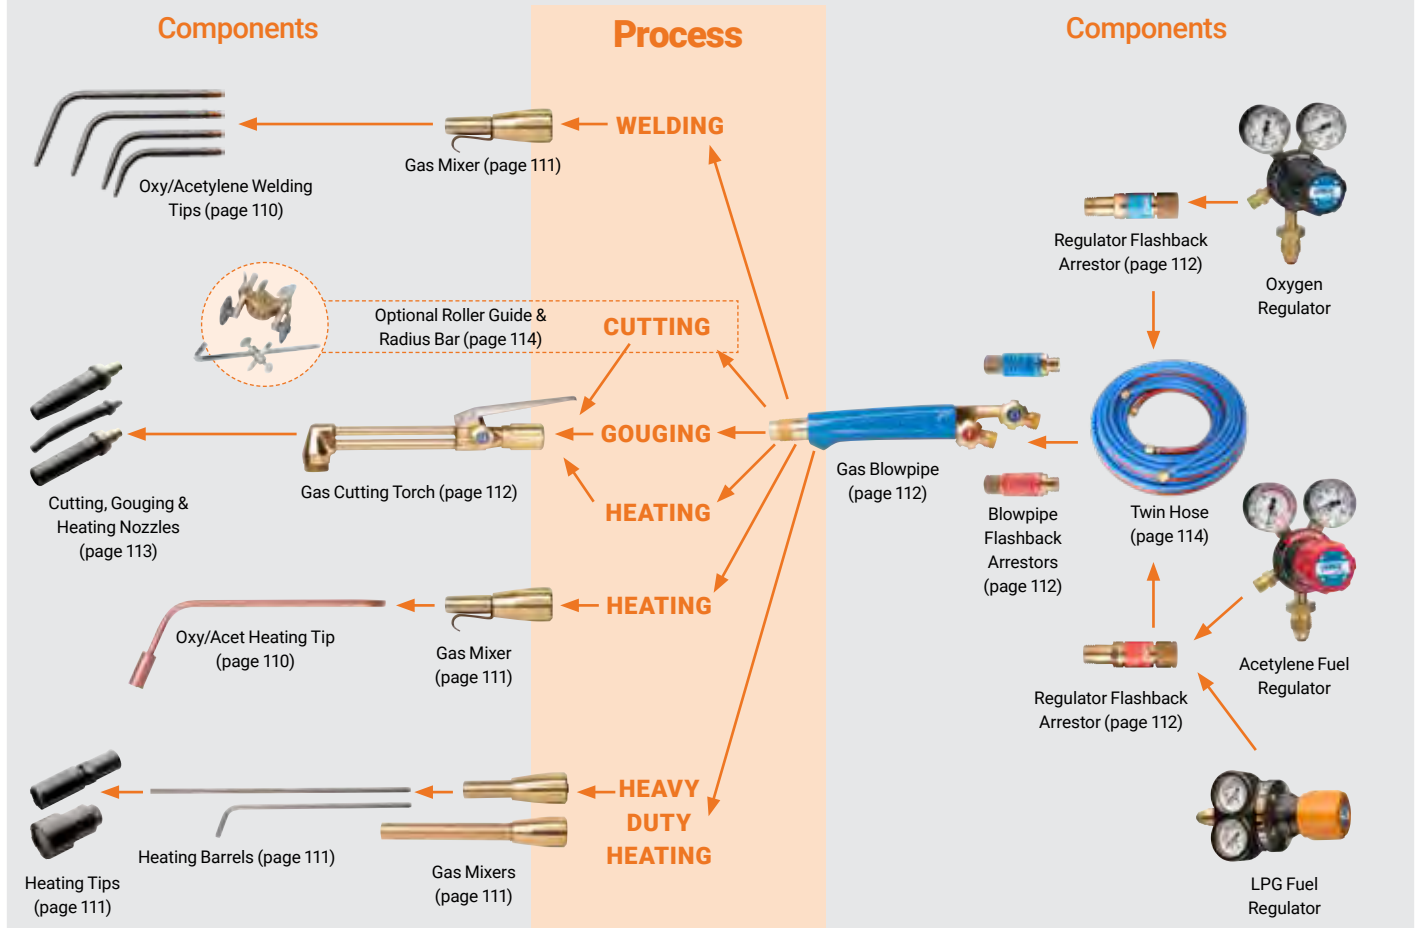 Components
Process
Components
WELDING
Gas Mixer (page 111)
Oxy/Acetylene Welding
Tips (page 110)
Regulator Flashback
Arrestor (page 112)
Oxygen
Regulator
Optional Roller Guide &
Radius Bar (page 114)
CUTTING
GOUGING
HEATING
Gas Cutting Torch (page 112)
Cutting, Gouging &
Heating Nozzles
(page 113)
Gas Blowpipe
(page 112)
Blowpipe
Flashback
Arrestors
(page 112)
Twin Hose
(page 114)
HEATING
Gas Mixer
(page 111)
Oxy/Acet Heating Tip
(page 110)
Acetylene Fuel
Regulator
Regulator Flashback
Arrestor (page 112)
HEAVY
DUTY
HEATING
Gas Mixers
(page 111)
Heating Barrels (page 111)
Heating Tips
(page 111)
LPG Fuel
Regulator